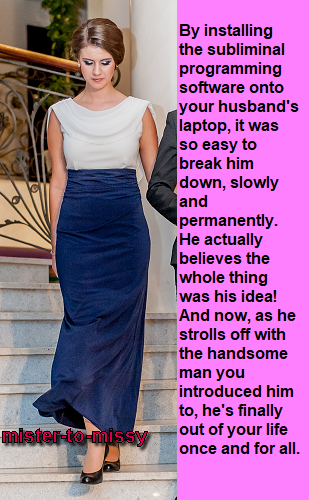 By installing
the subliminal
programming
software onto
your husband's
laptop, it was
so easy to
break him
down, slowly
and
permanently.
He actually
believes the
whole thing
was his idea!
And now, as he
strolls off with
the handsome
man you
introduced him
to, he's finally
out of your life
once and for all.
mister-to-missy